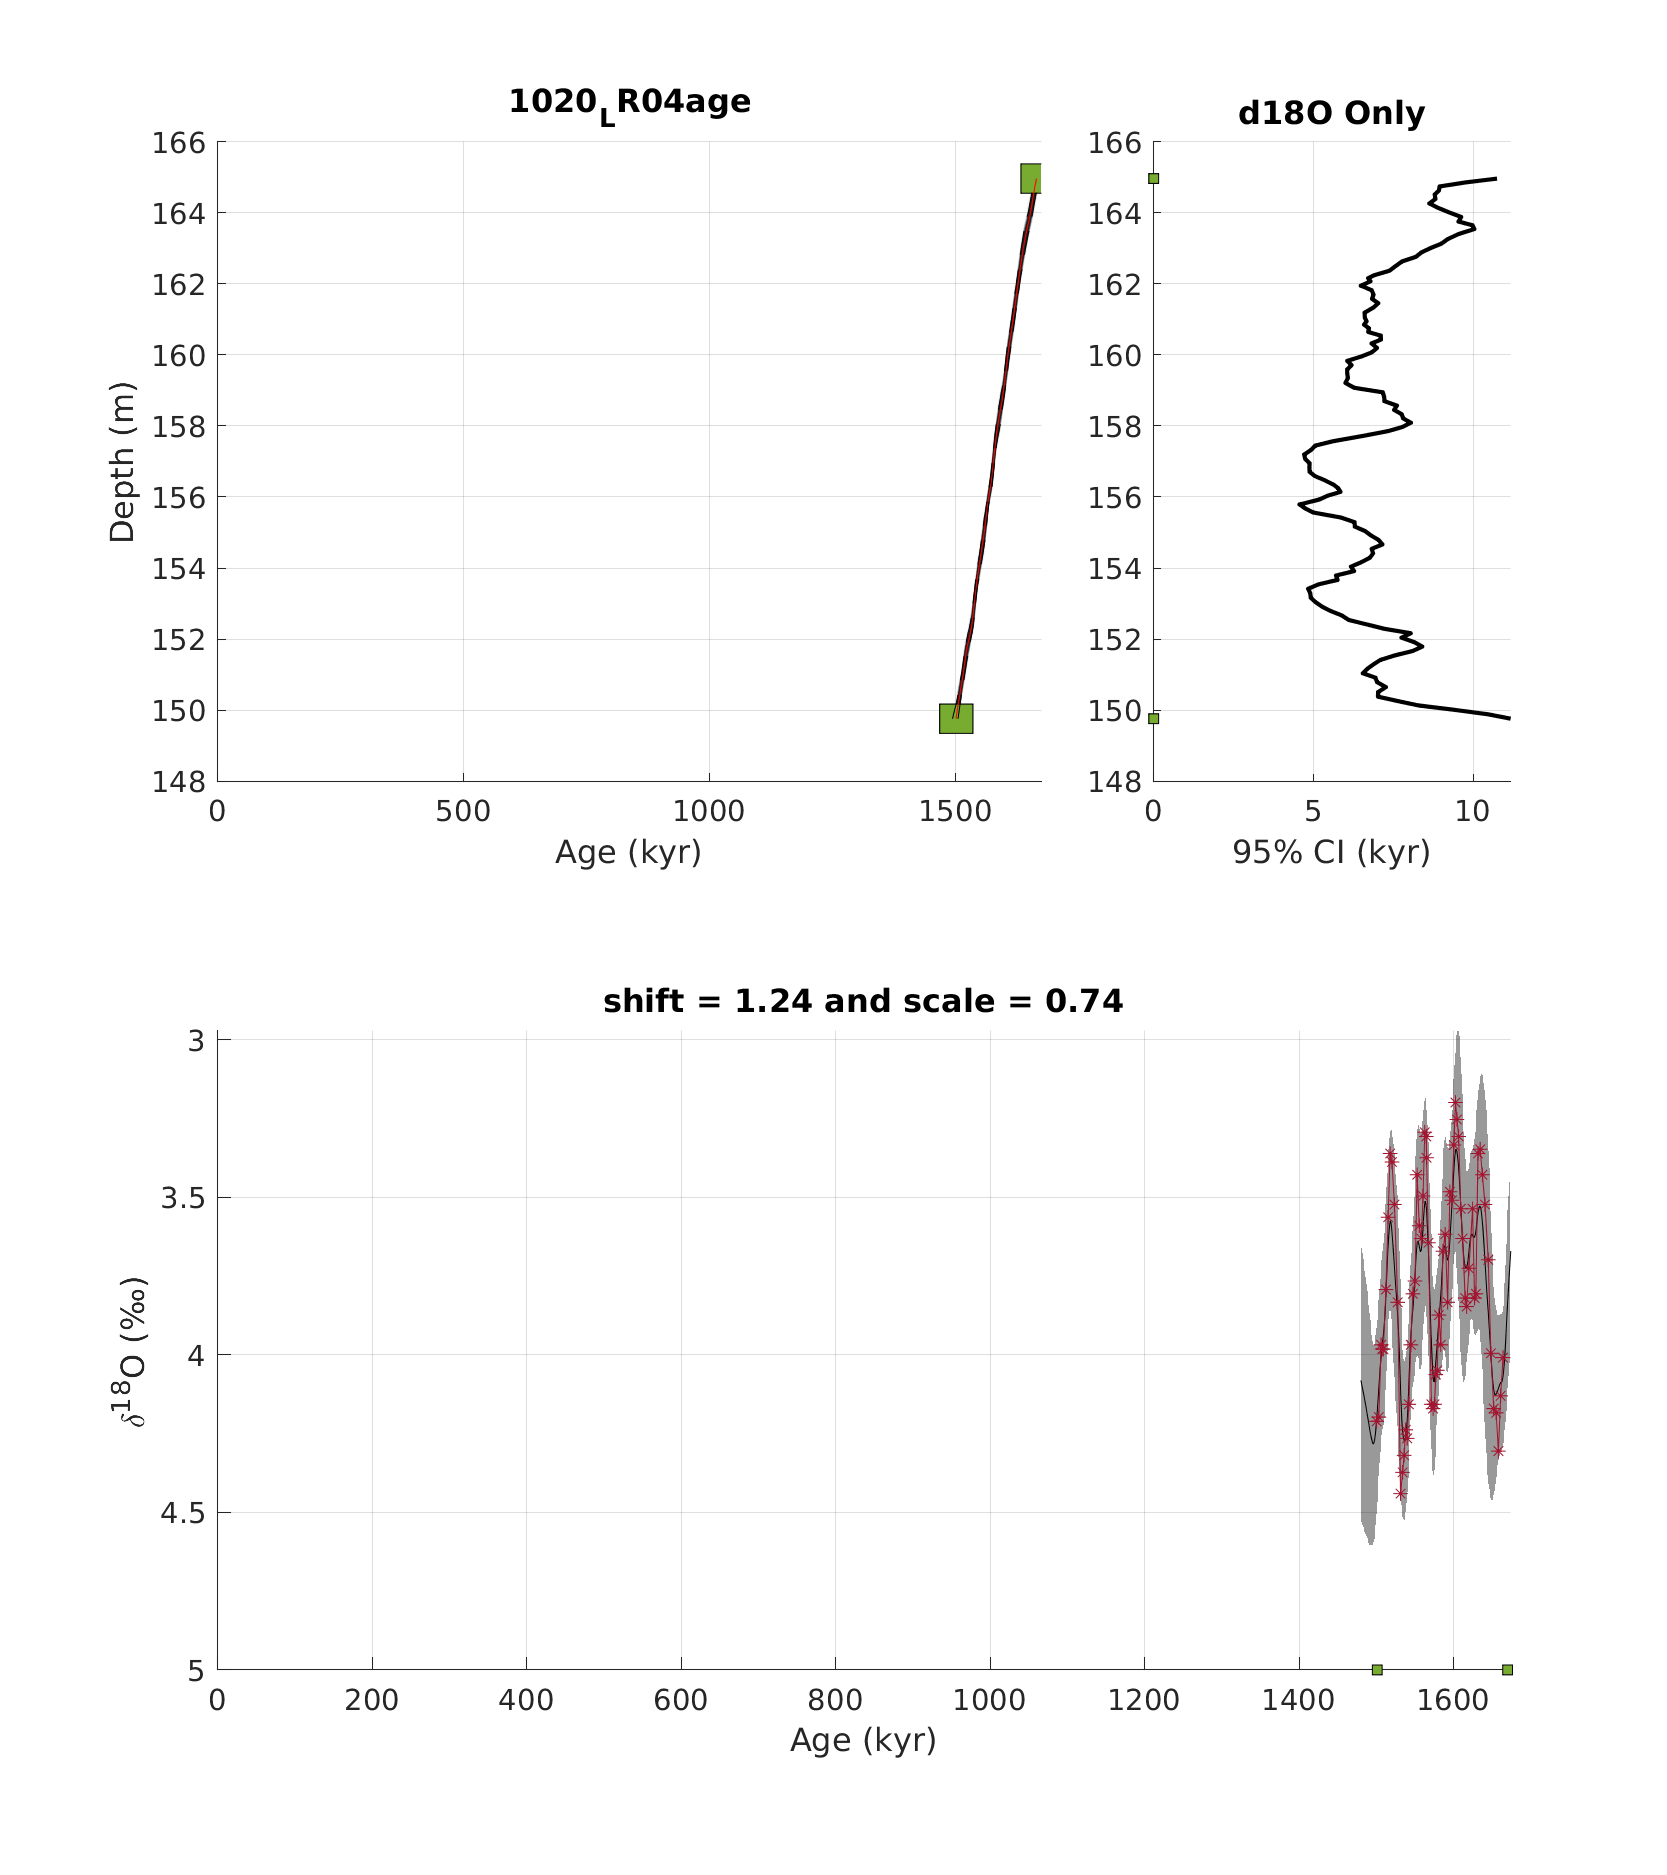 1020LR04age
166
164
162
160
158
156
154
152
150
148
Depth (m)
0 500 1000 1500
Age (kyr)
d18O Only
166
164
162
160
158
156
154
152
150
148
0 5 10
95% CI (kyr)
shift = 1.24 and scale = 0.74
3
3.5
4
4.5
5
δ18O (‰)
0 200 400 600 800 1000 1200 1400 1600
Age (kyr)